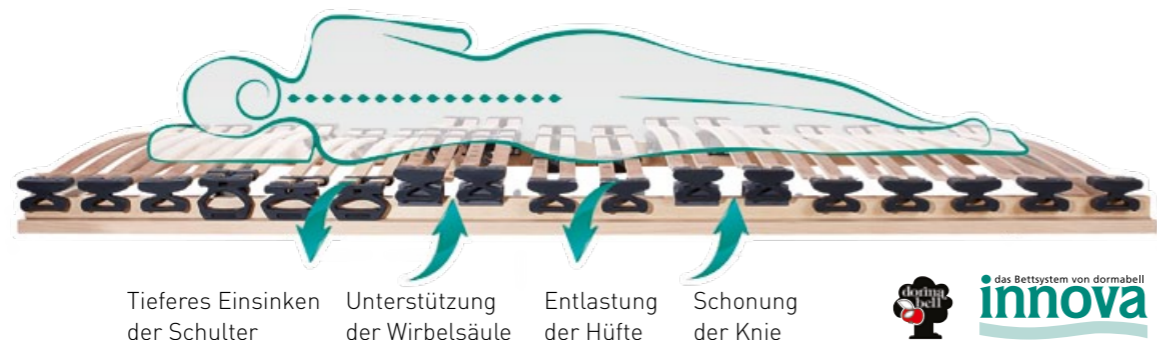 Tieferes Einsinken
der Schulter
Unterstützung
der Wirbelsäule
Entlastung
der Hüfte
Schonung
der Knie
dorma
bell
das Bettsystem von dormabell
innova